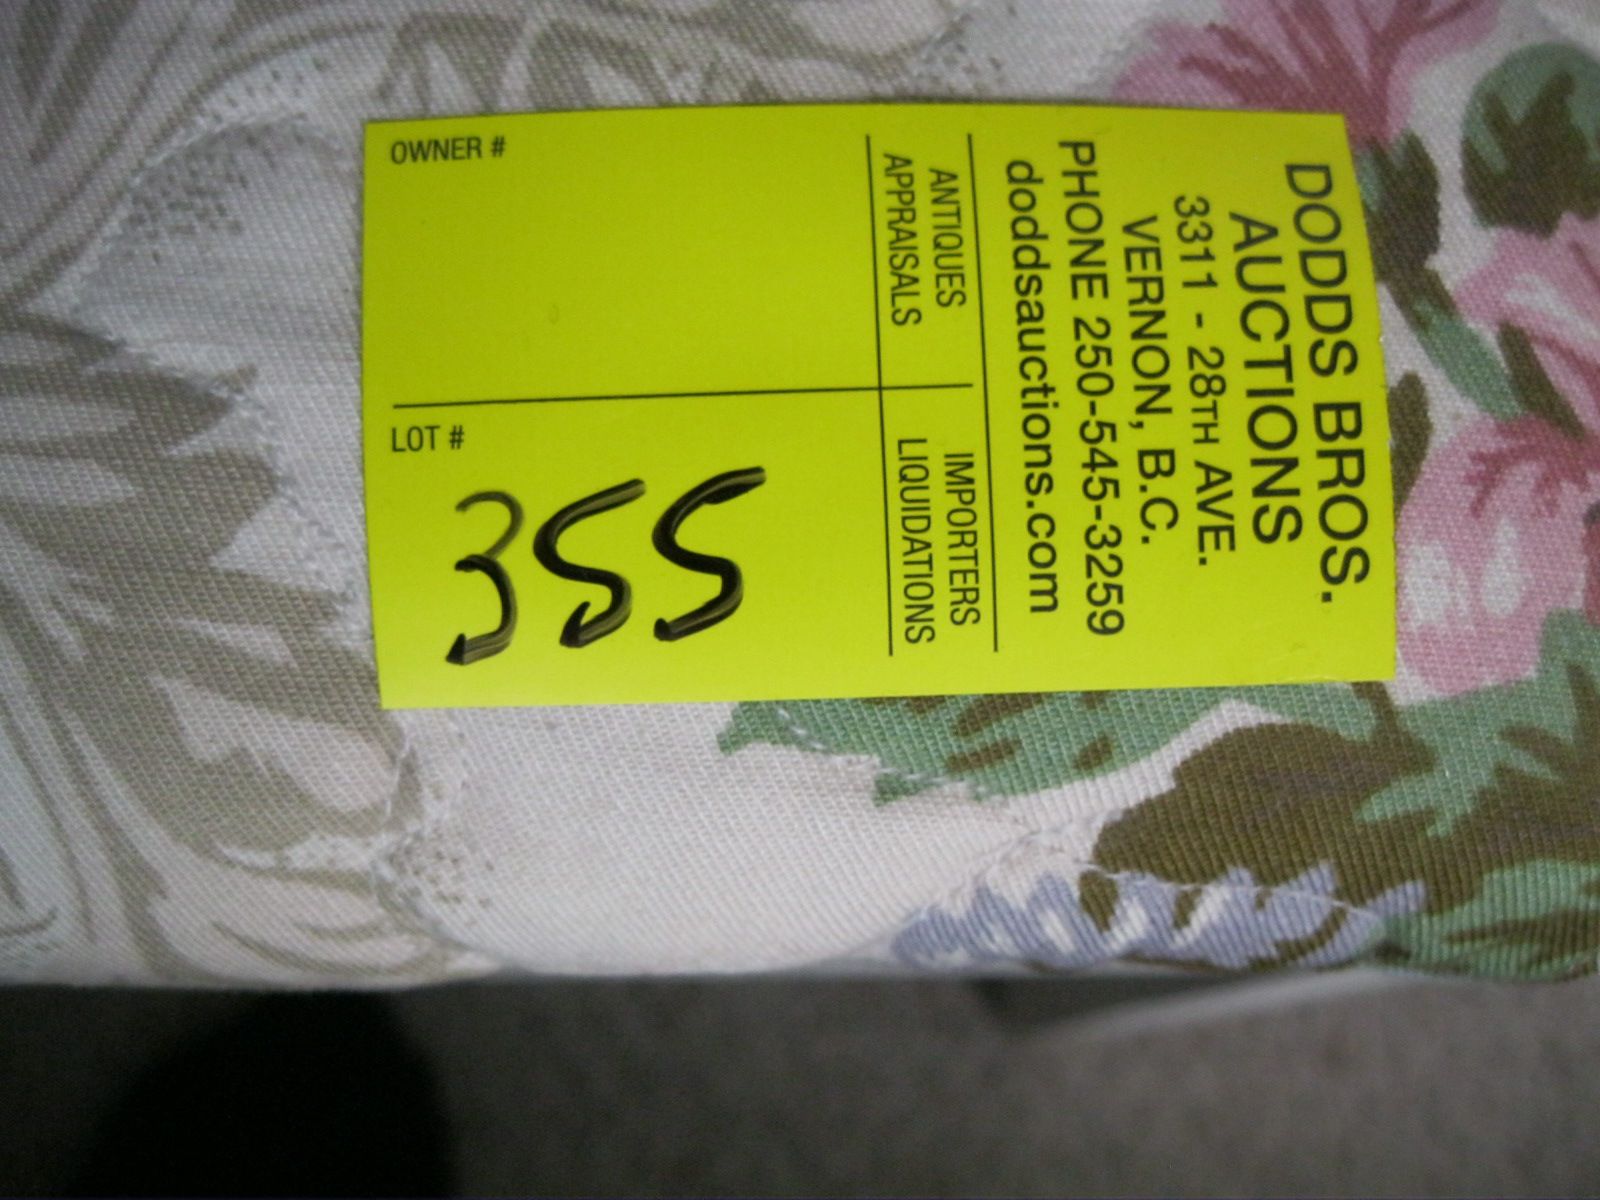 DODDS BROS.
AUCTIONS
3311 - 28TH AVE.
VERNON, B.C.
PHONE 250-545-3259
doddsauctions.com
ANTIQUES
APPRAISALS
IMPORTERS
LIQUIDATIONS
OWNER #
LOT #
355